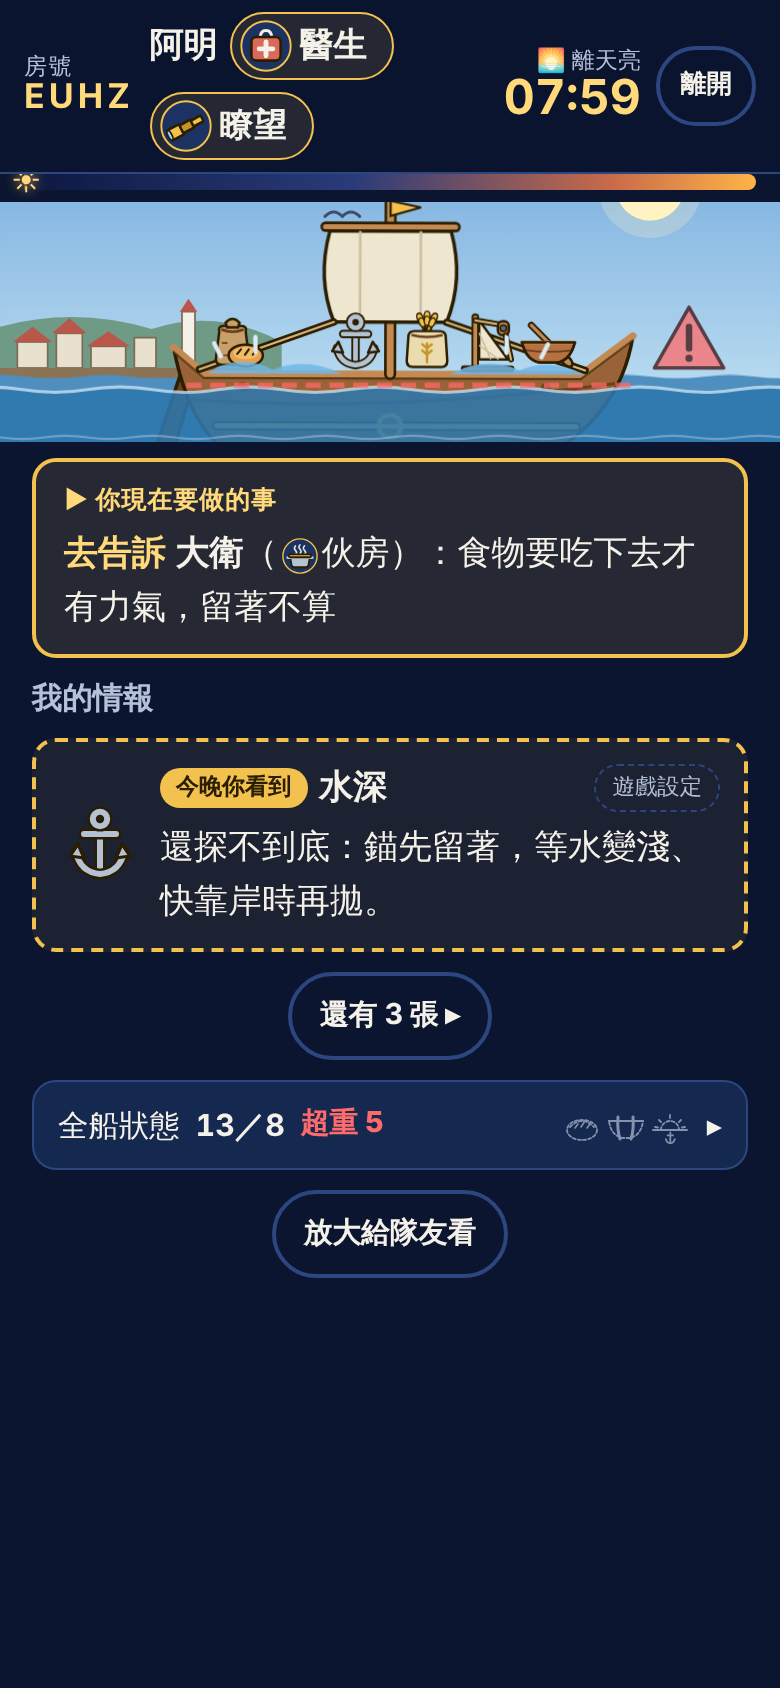 房號
EUHZ
阿明 醫生
瞭望
離天亮
07:59
離開
▶ 你現在要做的事
去告訴 大衛（伙房）：食物要吃下去才
有力氣，留著不算
我的情報
今晚你看到 水深
遊戲設定
還探不到底：錨先留著，等水變淺、
快靠岸時再拋。
還有 3 張 ▸
全船狀態 13／8 超重 5 ▸
放大給隊友看